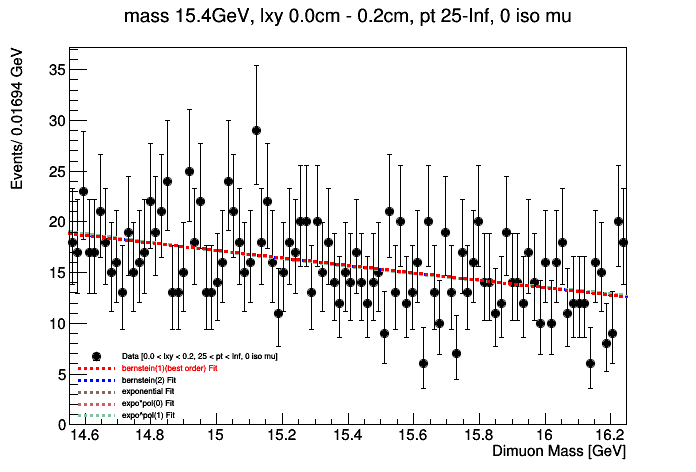 mass 15.4GeV, lxy 0.0cm - 0.2cm, pt 25-Inf, 0 iso mu
Events/ 0.01694 GeV
35
30
25
20
15
10
5
0
Data [0.0 < lxy < 0.2, 25 < pt < Inf, 0 iso mu]
bernstein(1)(best order) Fit
bernstein(2) Fit
exponential Fit
expo*pol(0) Fit
expo^pol(1) Fit
14.6 14.8 15 15.2 15.4 15.6 15.8 16 16.2
Dimuon Mass [GeV]